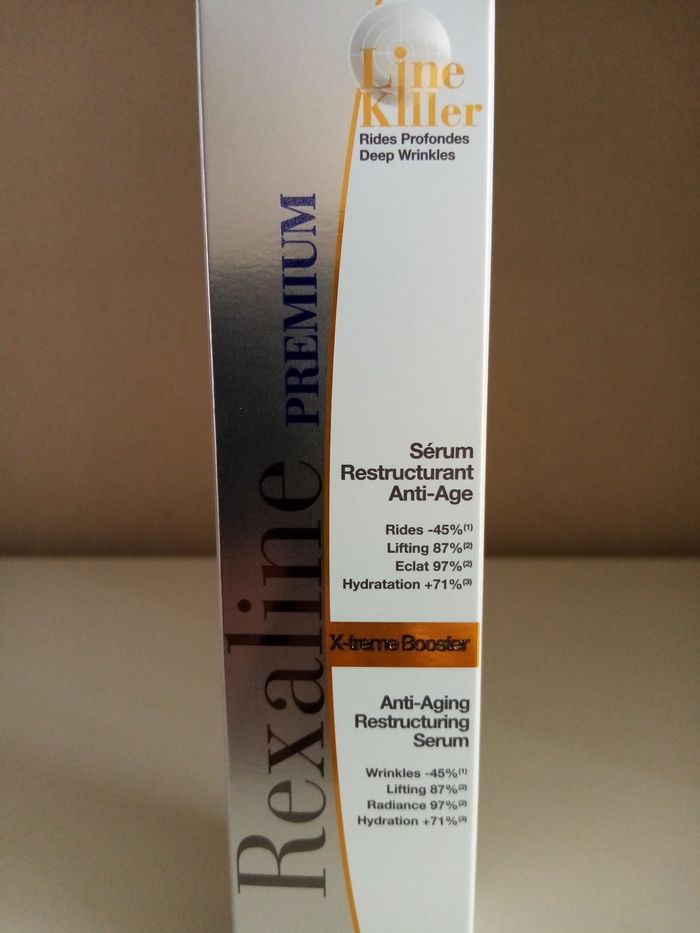 Line
Killer
Rides Profondes
Deep Wrinkles
Rexaline PREMIUM
Sérum
Restructurant
Anti-Age
Rides -45%(1)
Lifting 87%(2)
Eclat 97%(2)
Hydratation +71%(3)
X-treme Booster
Anti-Aging
Restructuring
Serum
Wrinkles -45%(1)
Lifting 87%(2)
Radiance 97%(2)
Hydration +71%(3)